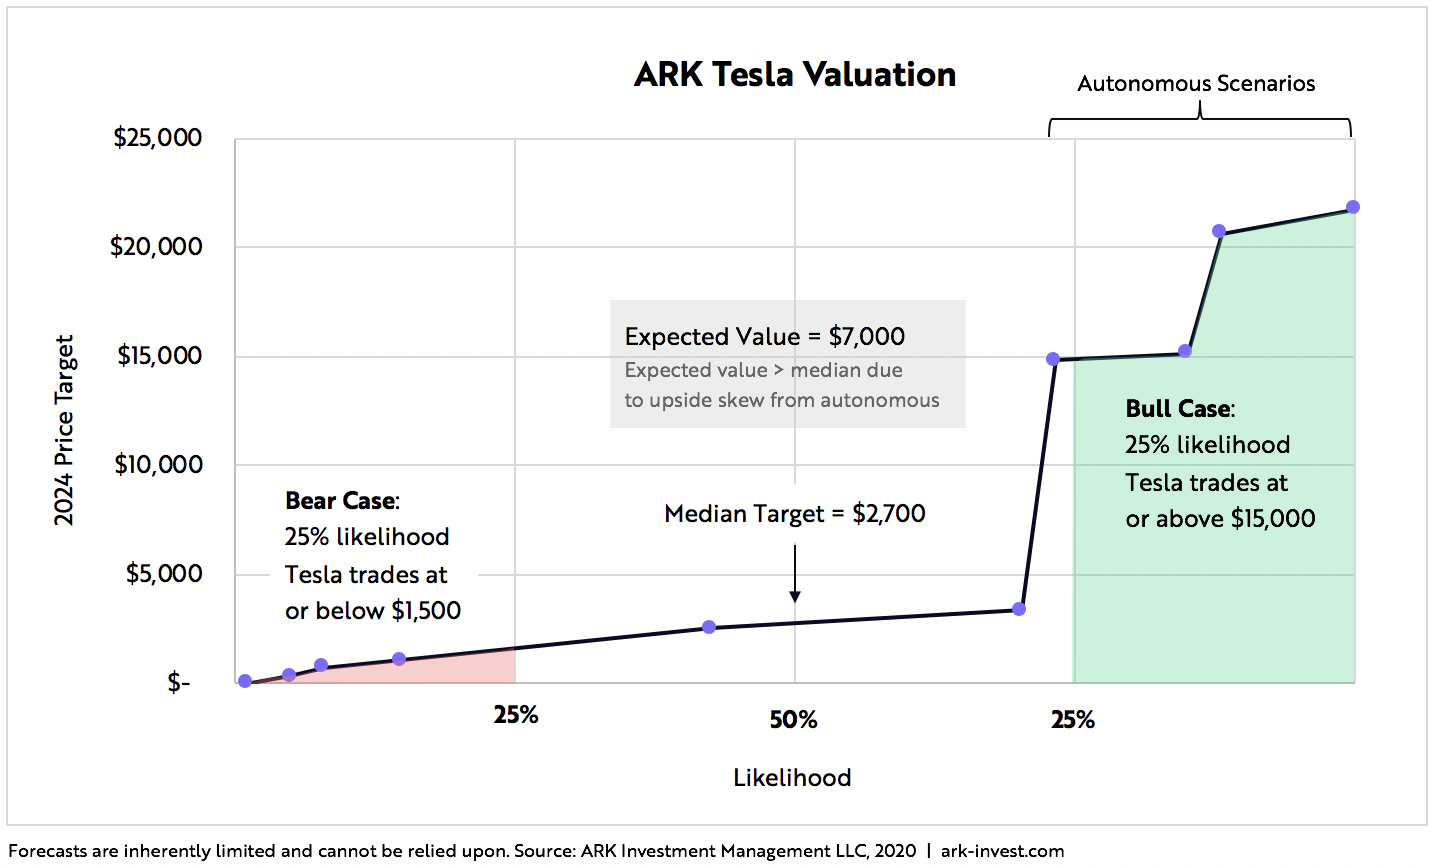 ARK Tesla Valuation
Autonomous Scenarios
$25,000
$20,000
$15,000
$10,000
$5,000
$-
2024 Price Target
Expected Value = $7,000
Expected value > median due
to upside skew from autonomous
Bull Case:
25% likelihood
Tesla trades at
or above $15,000
Bear Case:
25% likelihood
Tesla trades at
or below $1,500
Median Target = $2,700
25%
50%
25%
Likelihood
Forecasts are inherently limited and cannot be relied upon. Source: ARK Investment Management LLC, 2020 | ark-invest.com